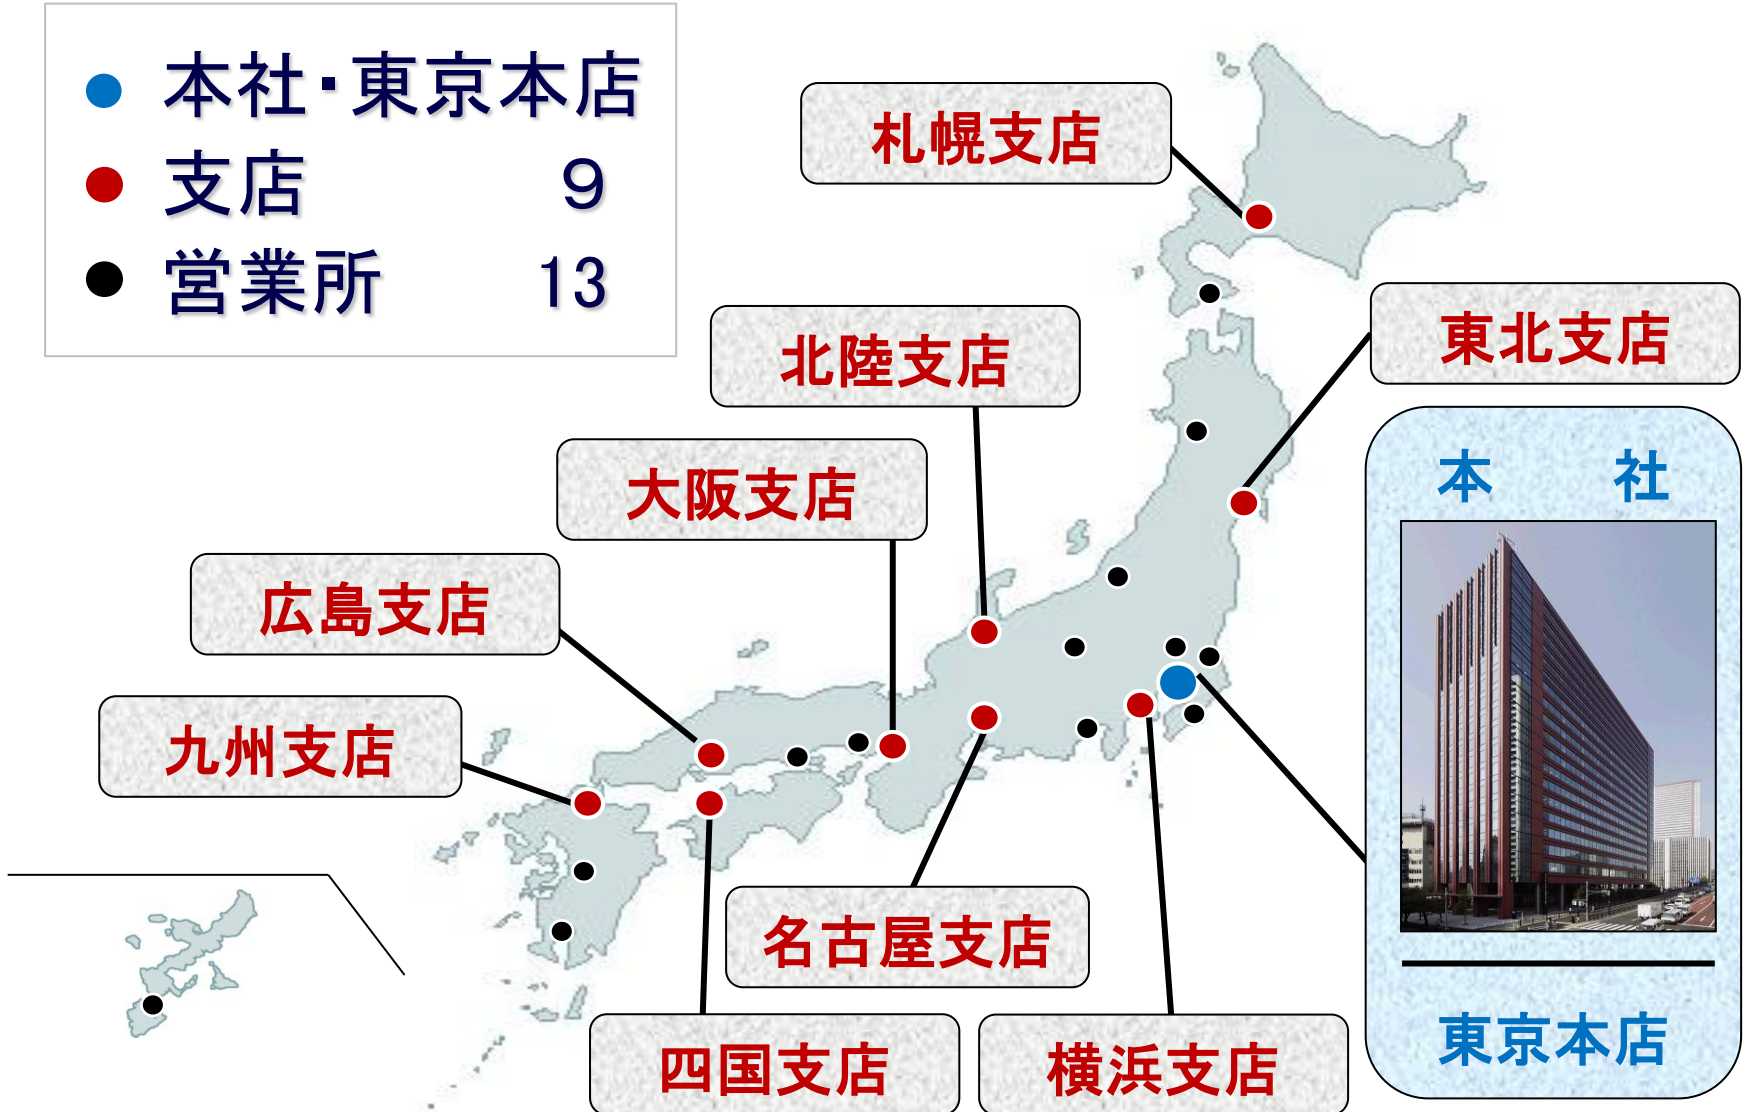 本社・東京本店
支店 9
営業所 13
札幌支店
東北支店
北陸支店
大阪支店
広島支店
九州支店
本 社
名古屋支店
四国支店
横浜支店
東京本店